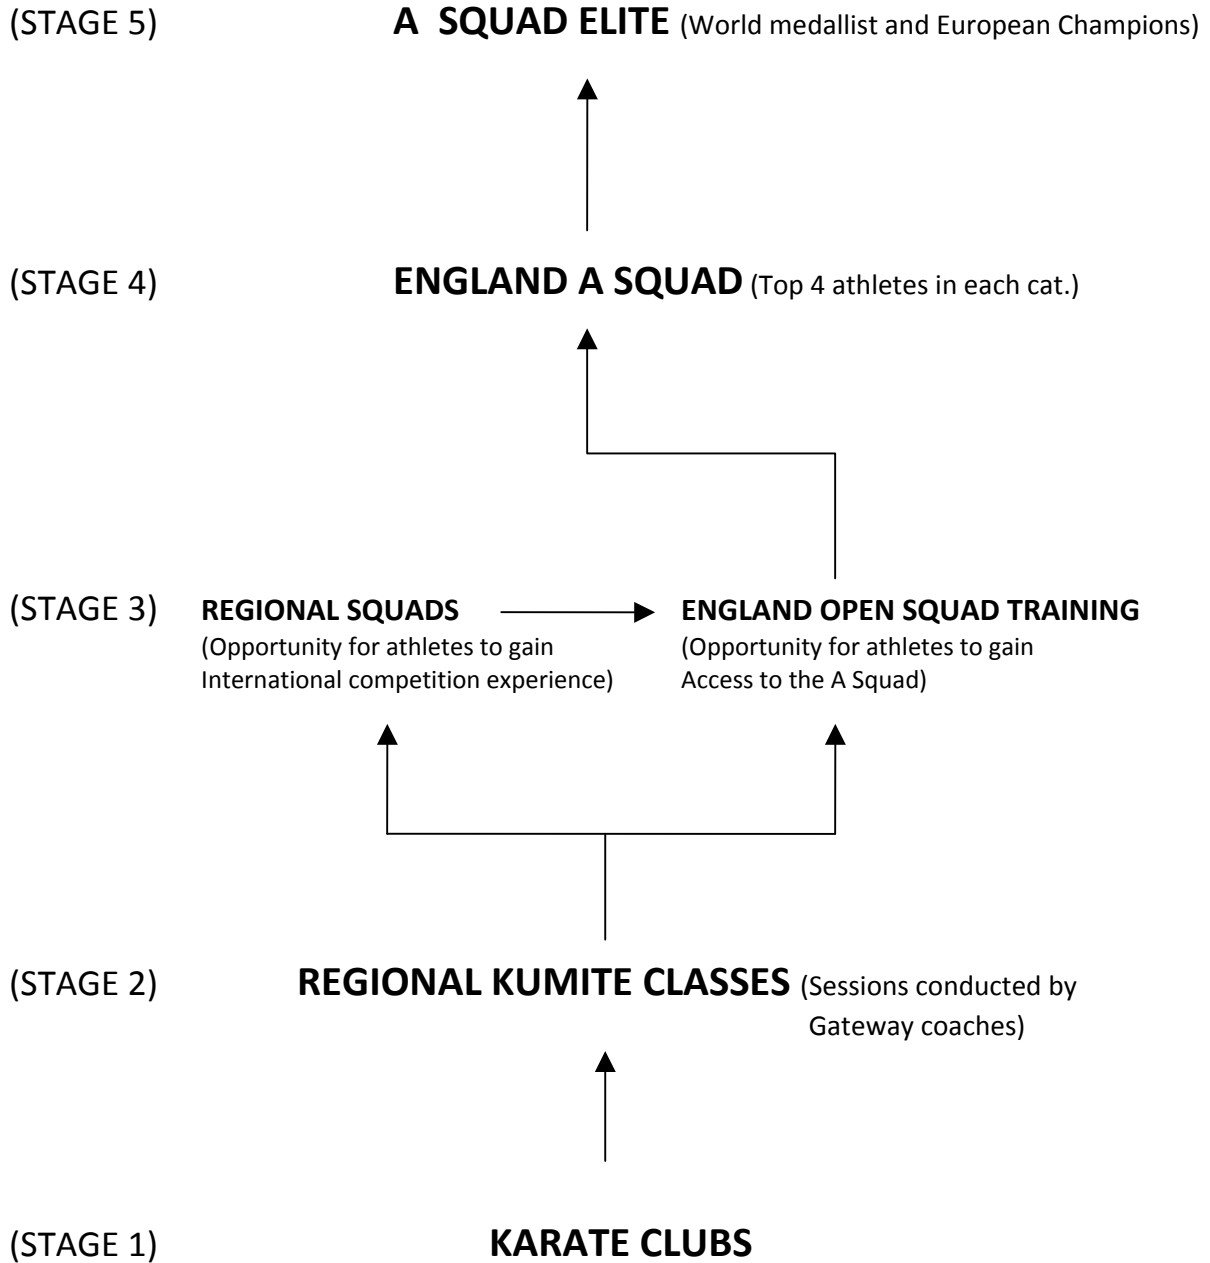 (STAGE 5) A SQUAD ELITE (World medallist and European Champions)
(STAGE 4) ENGLAND A SQUAD (Top 4 athletes in each cat.)
(STAGE 3) REGIONAL SQUADS ENGLAND OPEN SQUAD TRAINING
(Opportunity for athletes to gain (Opportunity for athletes to gain
International competition experience) Access to the A Squad)
(STAGE 2) REGIONAL KUMITE CLASSES (Sessions conducted by
Gateway coaches)
(STAGE 1) KARATE CLUBS